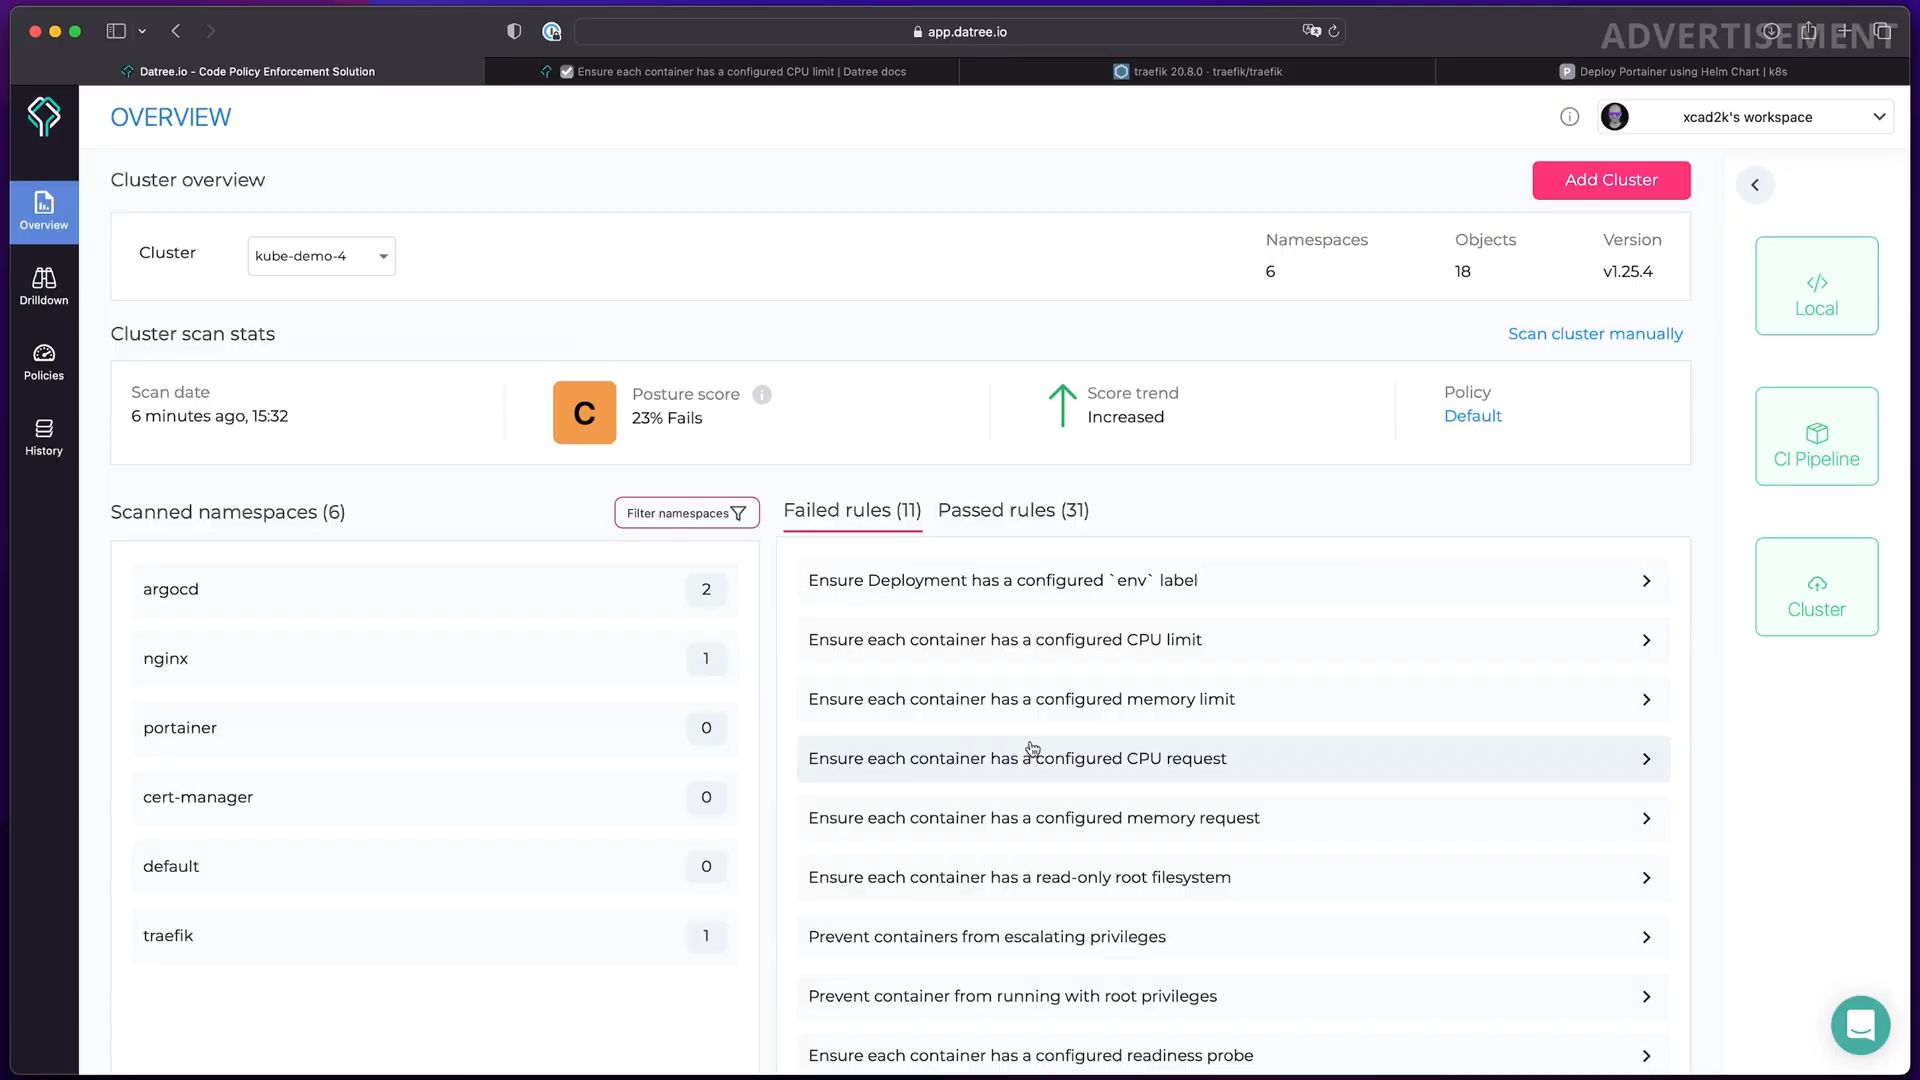 app.datree.io
ADVERTISEMENT
Datree.io - Code Policy Enforcement Solution
Ensure each container has a configured CPU limit | Datree docs
traefik 20.8.0 · traefik/traefik
P Deploy Portainer using Helm Chart | k8s
OVERVIEW
xcad2k's workspace
Overview
Drilldown
Policies
History
Cluster overview
Add Cluster
Cluster
kube-demo-4
Namespaces
6
Objects
18
Version
v1.25.4
Cluster scan stats
Scan cluster manually
Scan date
6 minutes ago, 15:32
C
Posture score
23% Fails
Score trend
Increased
Policy
Default
Scanned namespaces (6)
Filter namespaces
argocd 2
nginx 1
portainer 0
cert-manager 0
default 0
traefik 1
Failed rules (11) Passed rules (31)
Ensure Deployment has a configured `env` label
Ensure each container has a configured CPU limit
Ensure each container has a configured memory limit
Ensure each container has a configured CPU request
Ensure each container has a configured memory request
Ensure each container has a read-only root filesystem
Prevent containers from escalating privileges
Prevent container from running with root privileges
Ensure each container has a configured readiness probe
</> Local
CI Pipeline
Cluster